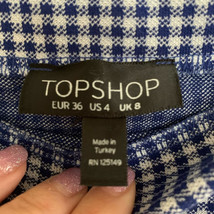 TOPSHOP
EUR 36 US 4 UK 8
Made in
Turkey
RN 125149